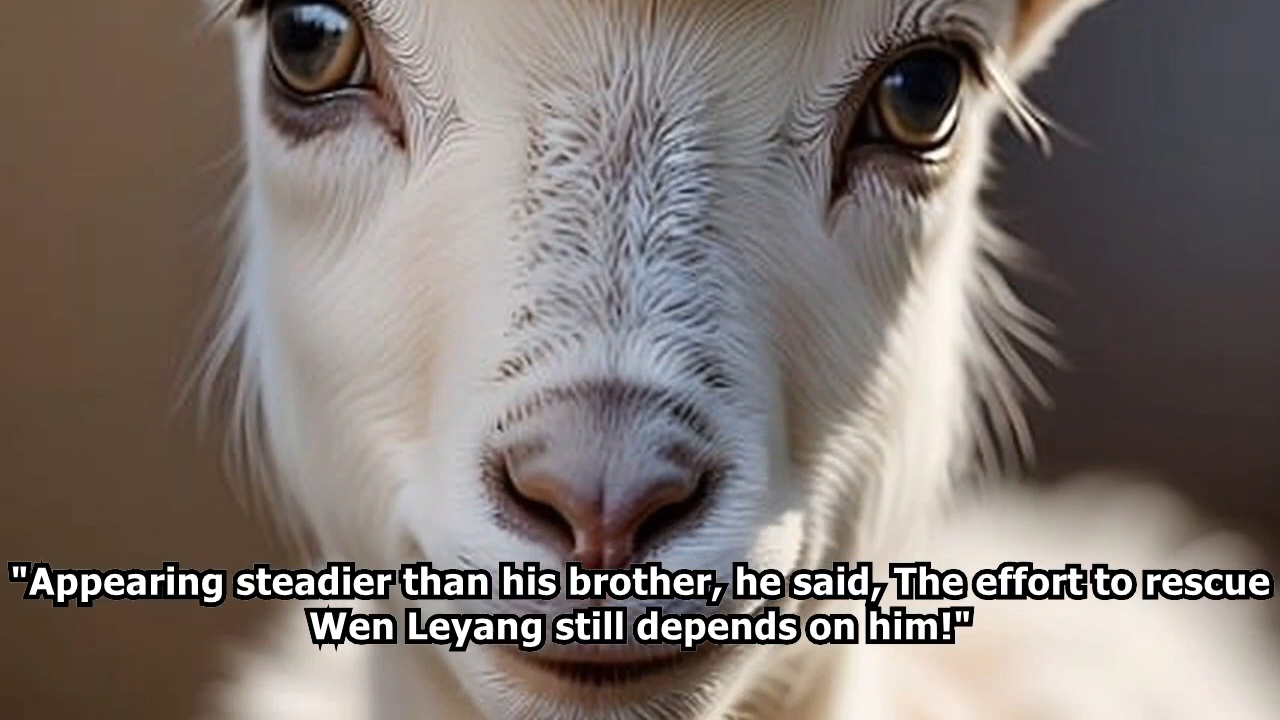 "Appearing steadier than his brother, he said, The effort to rescue
Wen Leyang still depends on him!"